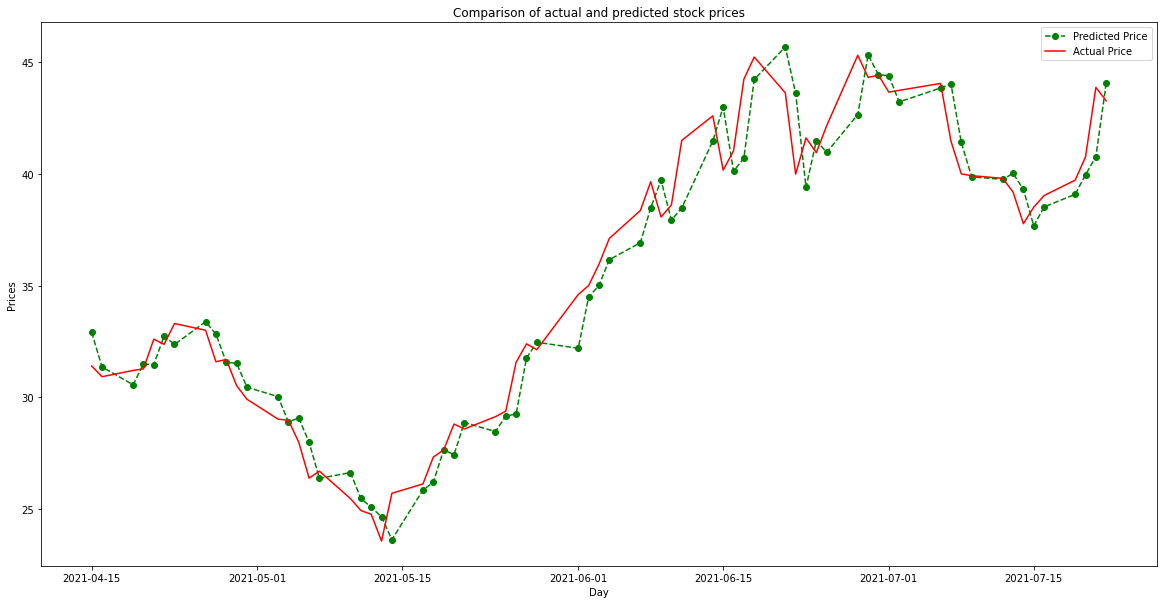 Comparison of actual and predicted stock prices
Predicted Price
Actual Price
45
40
35
30
25
Prices
2021-04-15
2021-05-01
2021-05-15
2021-06-01
2021-06-15
2021-07-01
2021-07-15
Day